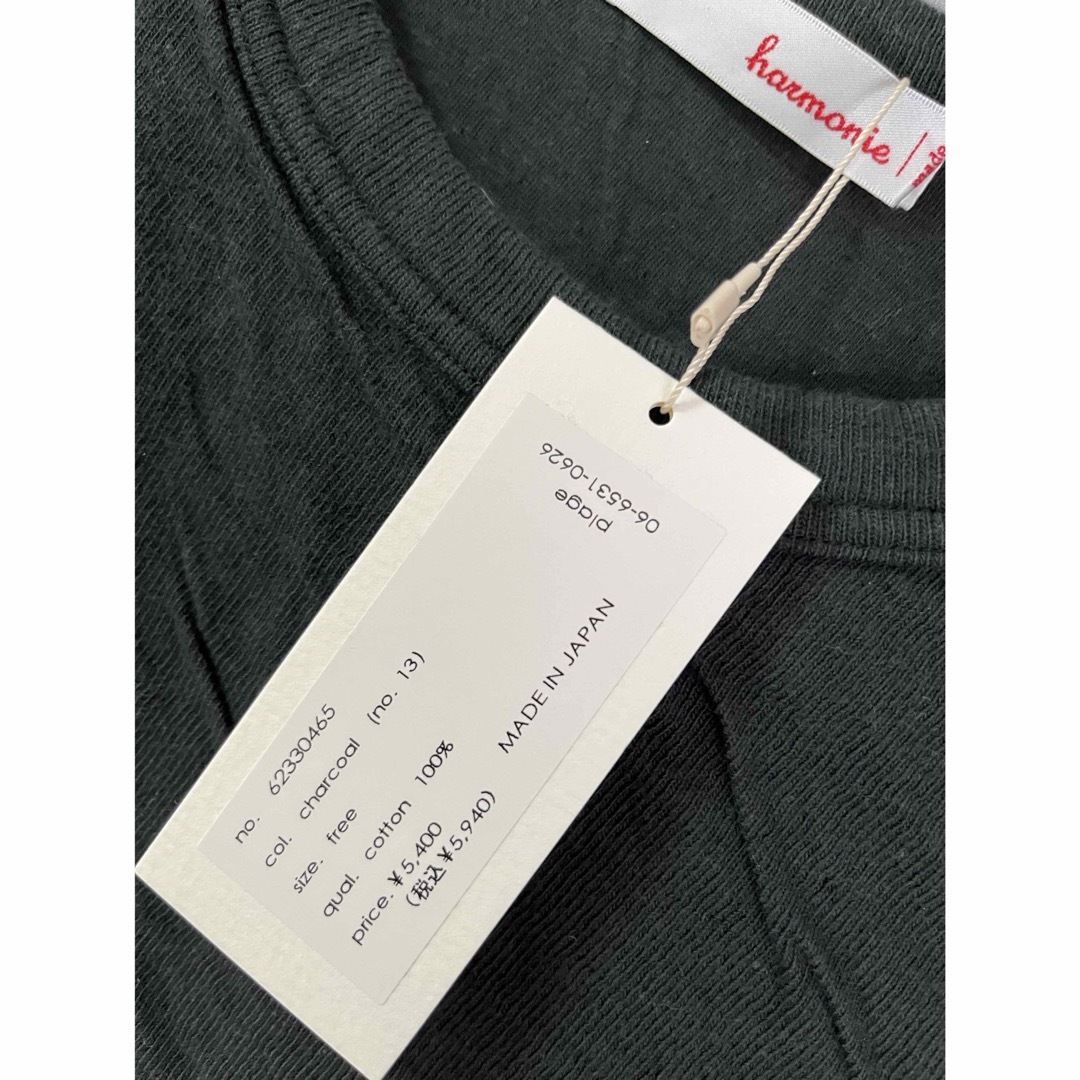 harmonie | made
no. 62330465
col. charcoal (no. 13)
size. free
qual. cotton 100%
price. ¥5,400
(税込¥5,940)
MADE IN JAPAN
plage
06-6531-0626